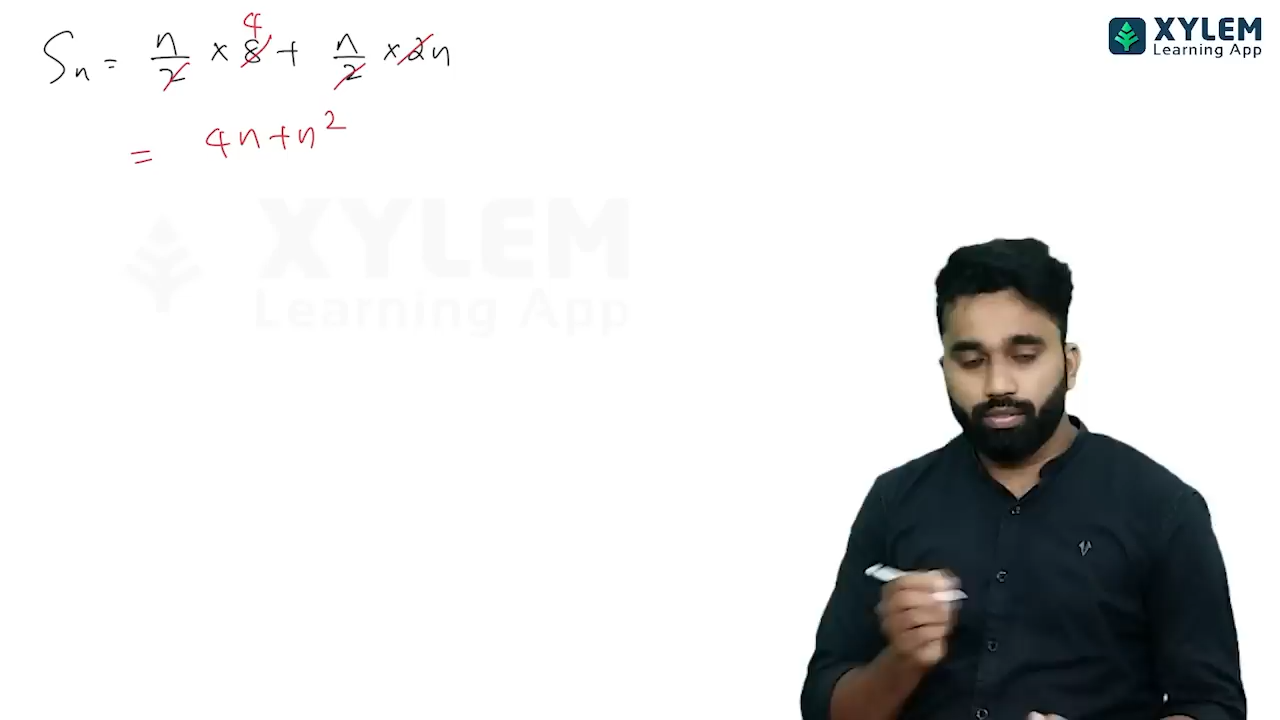 Sn = n/2 × 8 4 + n/2 × 2n
= 4n+n²
XYLEM
Learning App
XYLEM
Learning App